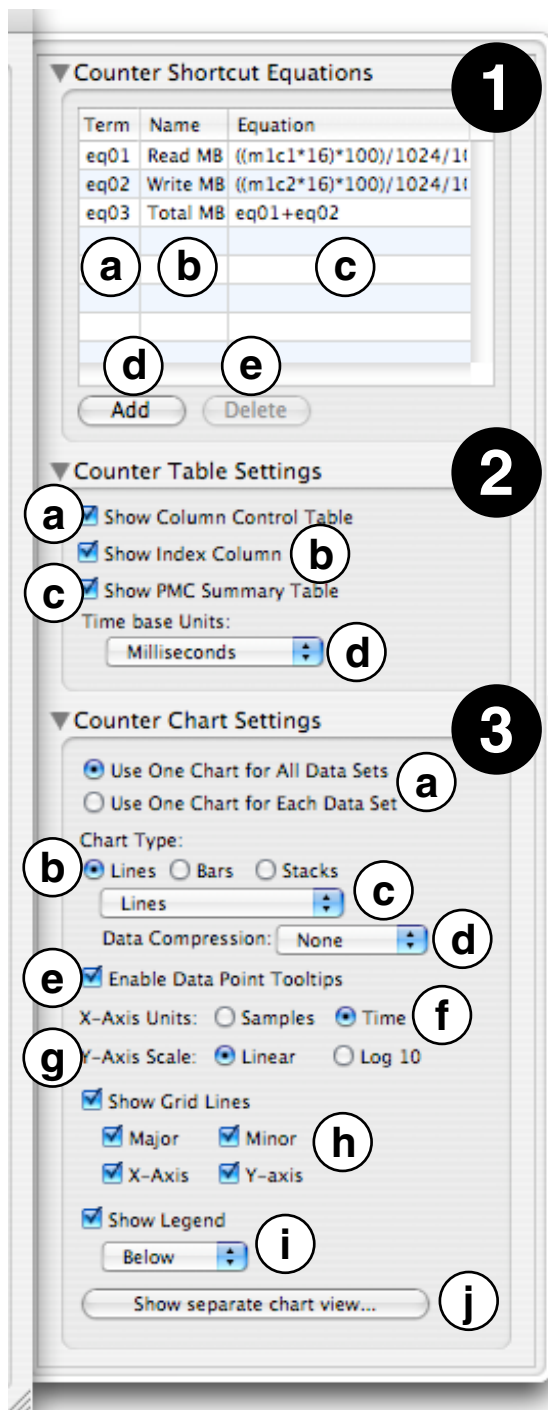 Counter Shortcut Equations 1
Term Name Equation
eq01 Read MB ((m1c1*16)*100)/1024/10
eq02 Write MB ((m1c2*16)*100)/1024/10
eq03 Total MB eq01+eq02
a b c
d e
Add Delete
Counter Table Settings 2
a Show Column Control Table
Show Index Column b
c Show PMC Summary Table
Time base Units:
Milliseconds d
Counter Chart Settings 3
Use One Chart for All Data Sets a
Use One Chart for Each Data Set
Chart Type:
b Lines Bars Stacks
Lines c
Data Compression: None d
e Enable Data Point Tooltips
X-Axis Units: Samples Time f
g Y-Axis Scale: Linear Log 10
Show Grid Lines
Major Minor h
X-Axis Y-axis
Show Legend
Below i
Show separate chart view... j